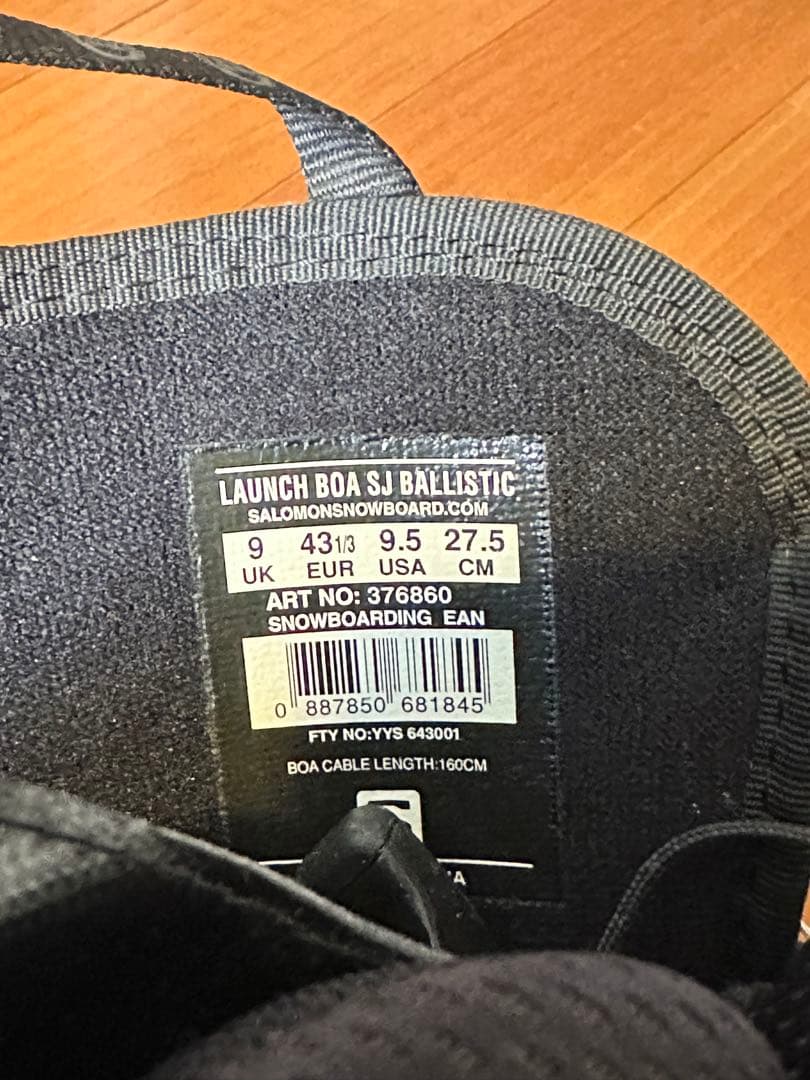 LAUNCH BOA SJ BALLISTIC
SALOMONSNOWBOARD.COM
9 43 1/3 9.5 27.5
UK EUR USA CM
ART NO: 376860
SNOWBOARDING EAN
0 887850 681845
FTY NO:YYS 643001
BOA CABLE LENGTH:160CM